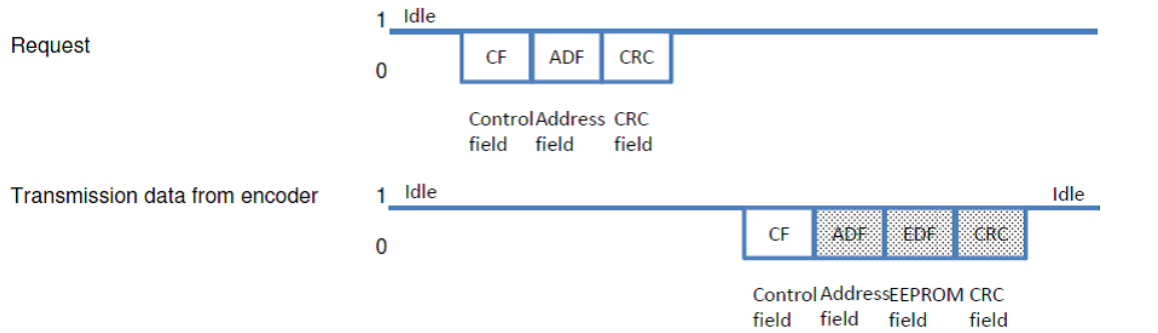 1 Idle
Request
CF ADF CRC
0
Control Address CRC
field field field
Transmission data from encoder
1 Idle Idle
CF ADF EDF CRC
0
Control Address EEPROM CRC
field field field field